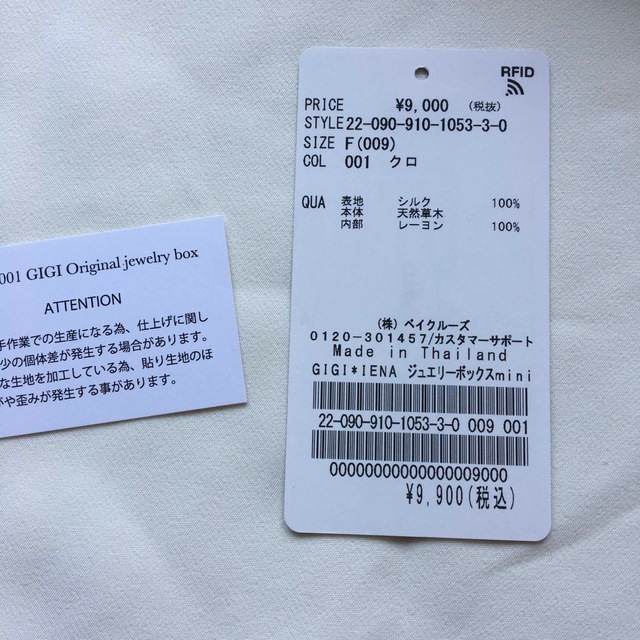 RFID
PRICE ¥9,000 (税抜)
STYLE 22-090-910-1053-3-0
SIZE F(009)
COL 001 クロ
QUA 表地 シルク 100%
本体 天然草木
内部 レーヨン 100%
(株) ベイクルーズ
0120-301457/カスタマーサポート
Made in Thailand
GIGI*IENA ジュエリーボックスmini
22-090-910-1053-3-0 009 001
00000000000000009000
¥9,900(税込)
001 GIGI Original jewelry box
ATTENTION
手作業での生産になる為、仕上げに関し
少の個体差が発生する場合があります。
な生地を加工している為、貼り生地のほ
や歪みが発生する事があります。